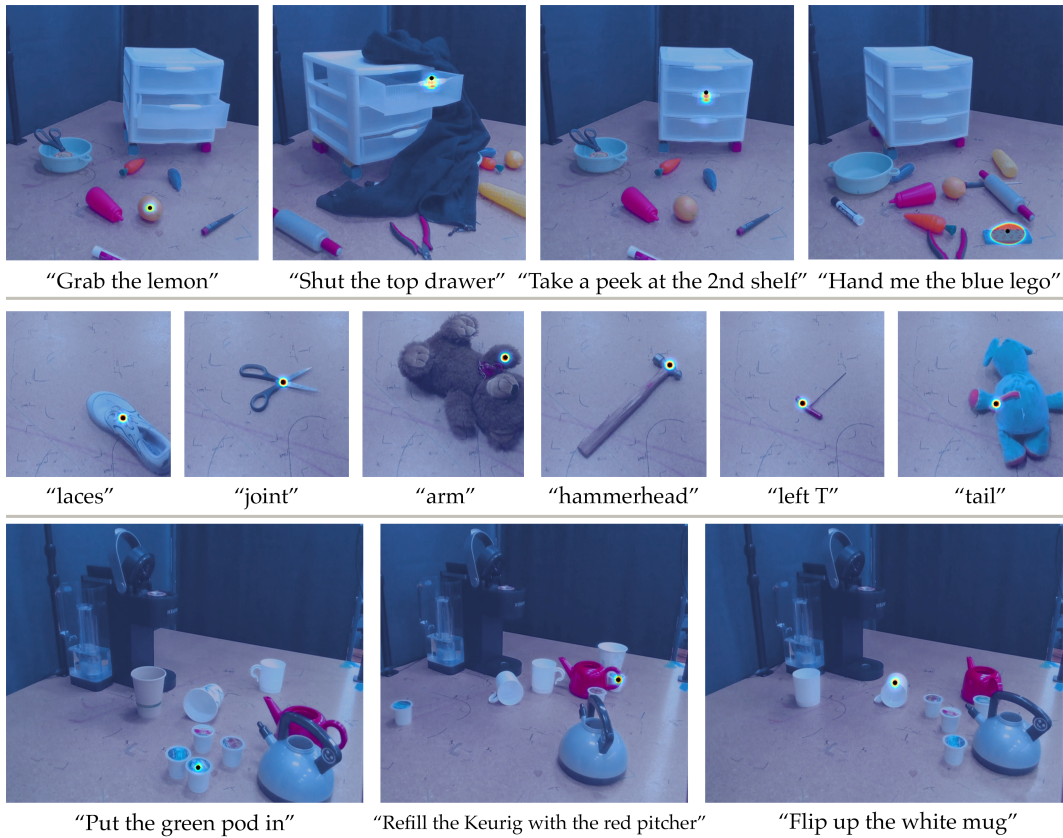 “Grab the lemon” “Shut the top drawer” “Take a peek at the 2nd shelf” “Hand me the blue lego”
“laces” “joint” “arm” “hammerhead” “left T” “tail”
“Put the green pod in” “Refill the Keurig with the red pitcher” “Flip up the white mug”